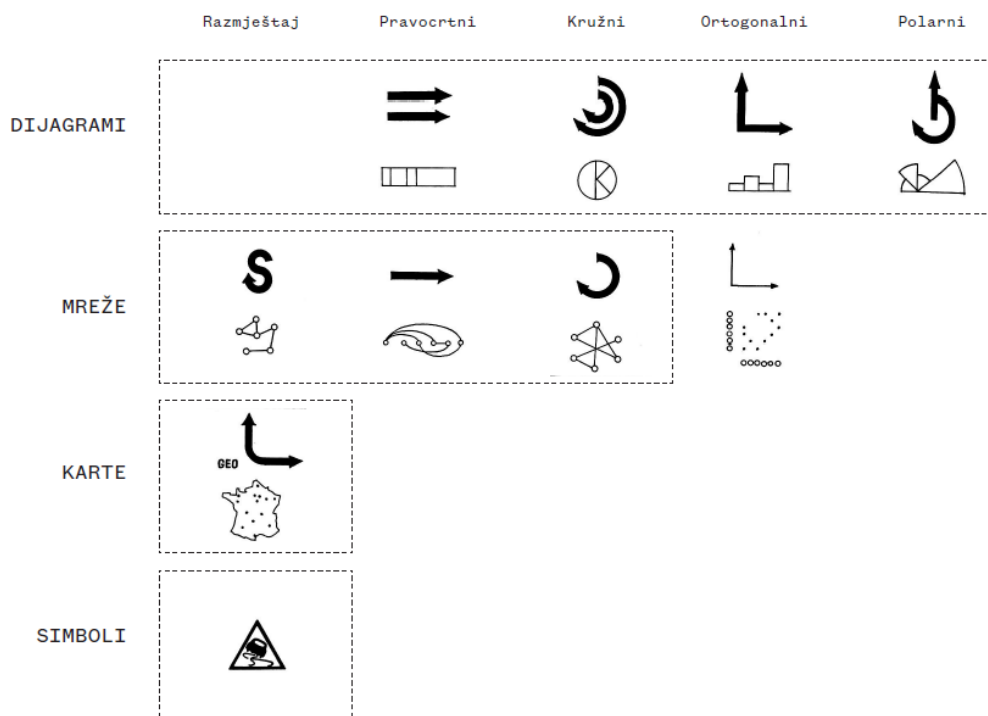 Razmještaj
Pravocrtni
Kružni
Ortogonalni
Polarni
DIJAGRAMI
MREŽE
KARTE
GEO
SIMBOLI